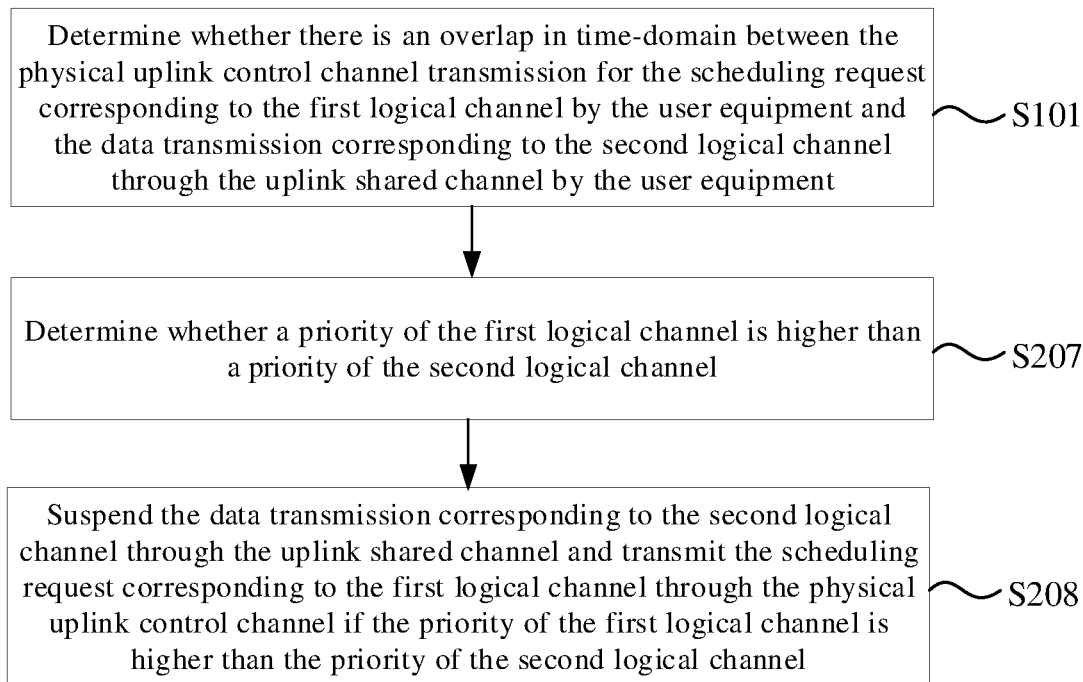 Determine whether there is an overlap in time-domain between the
physical uplink control channel transmission for the scheduling request
corresponding to the first logical channel by the user equipment and
the data transmission corresponding to the second logical channel
through the uplink shared channel by the user equipment
S101
Determine whether a priority of the first logical channel is higher than
a priority of the second logical channel
S207
Suspend the data transmission corresponding to the second logical
channel through the uplink shared channel and transmit the scheduling
request corresponding to the first logical channel through the physical
uplink control channel if the priority of the first logical channel is
higher than the priority of the second logical channel
S208